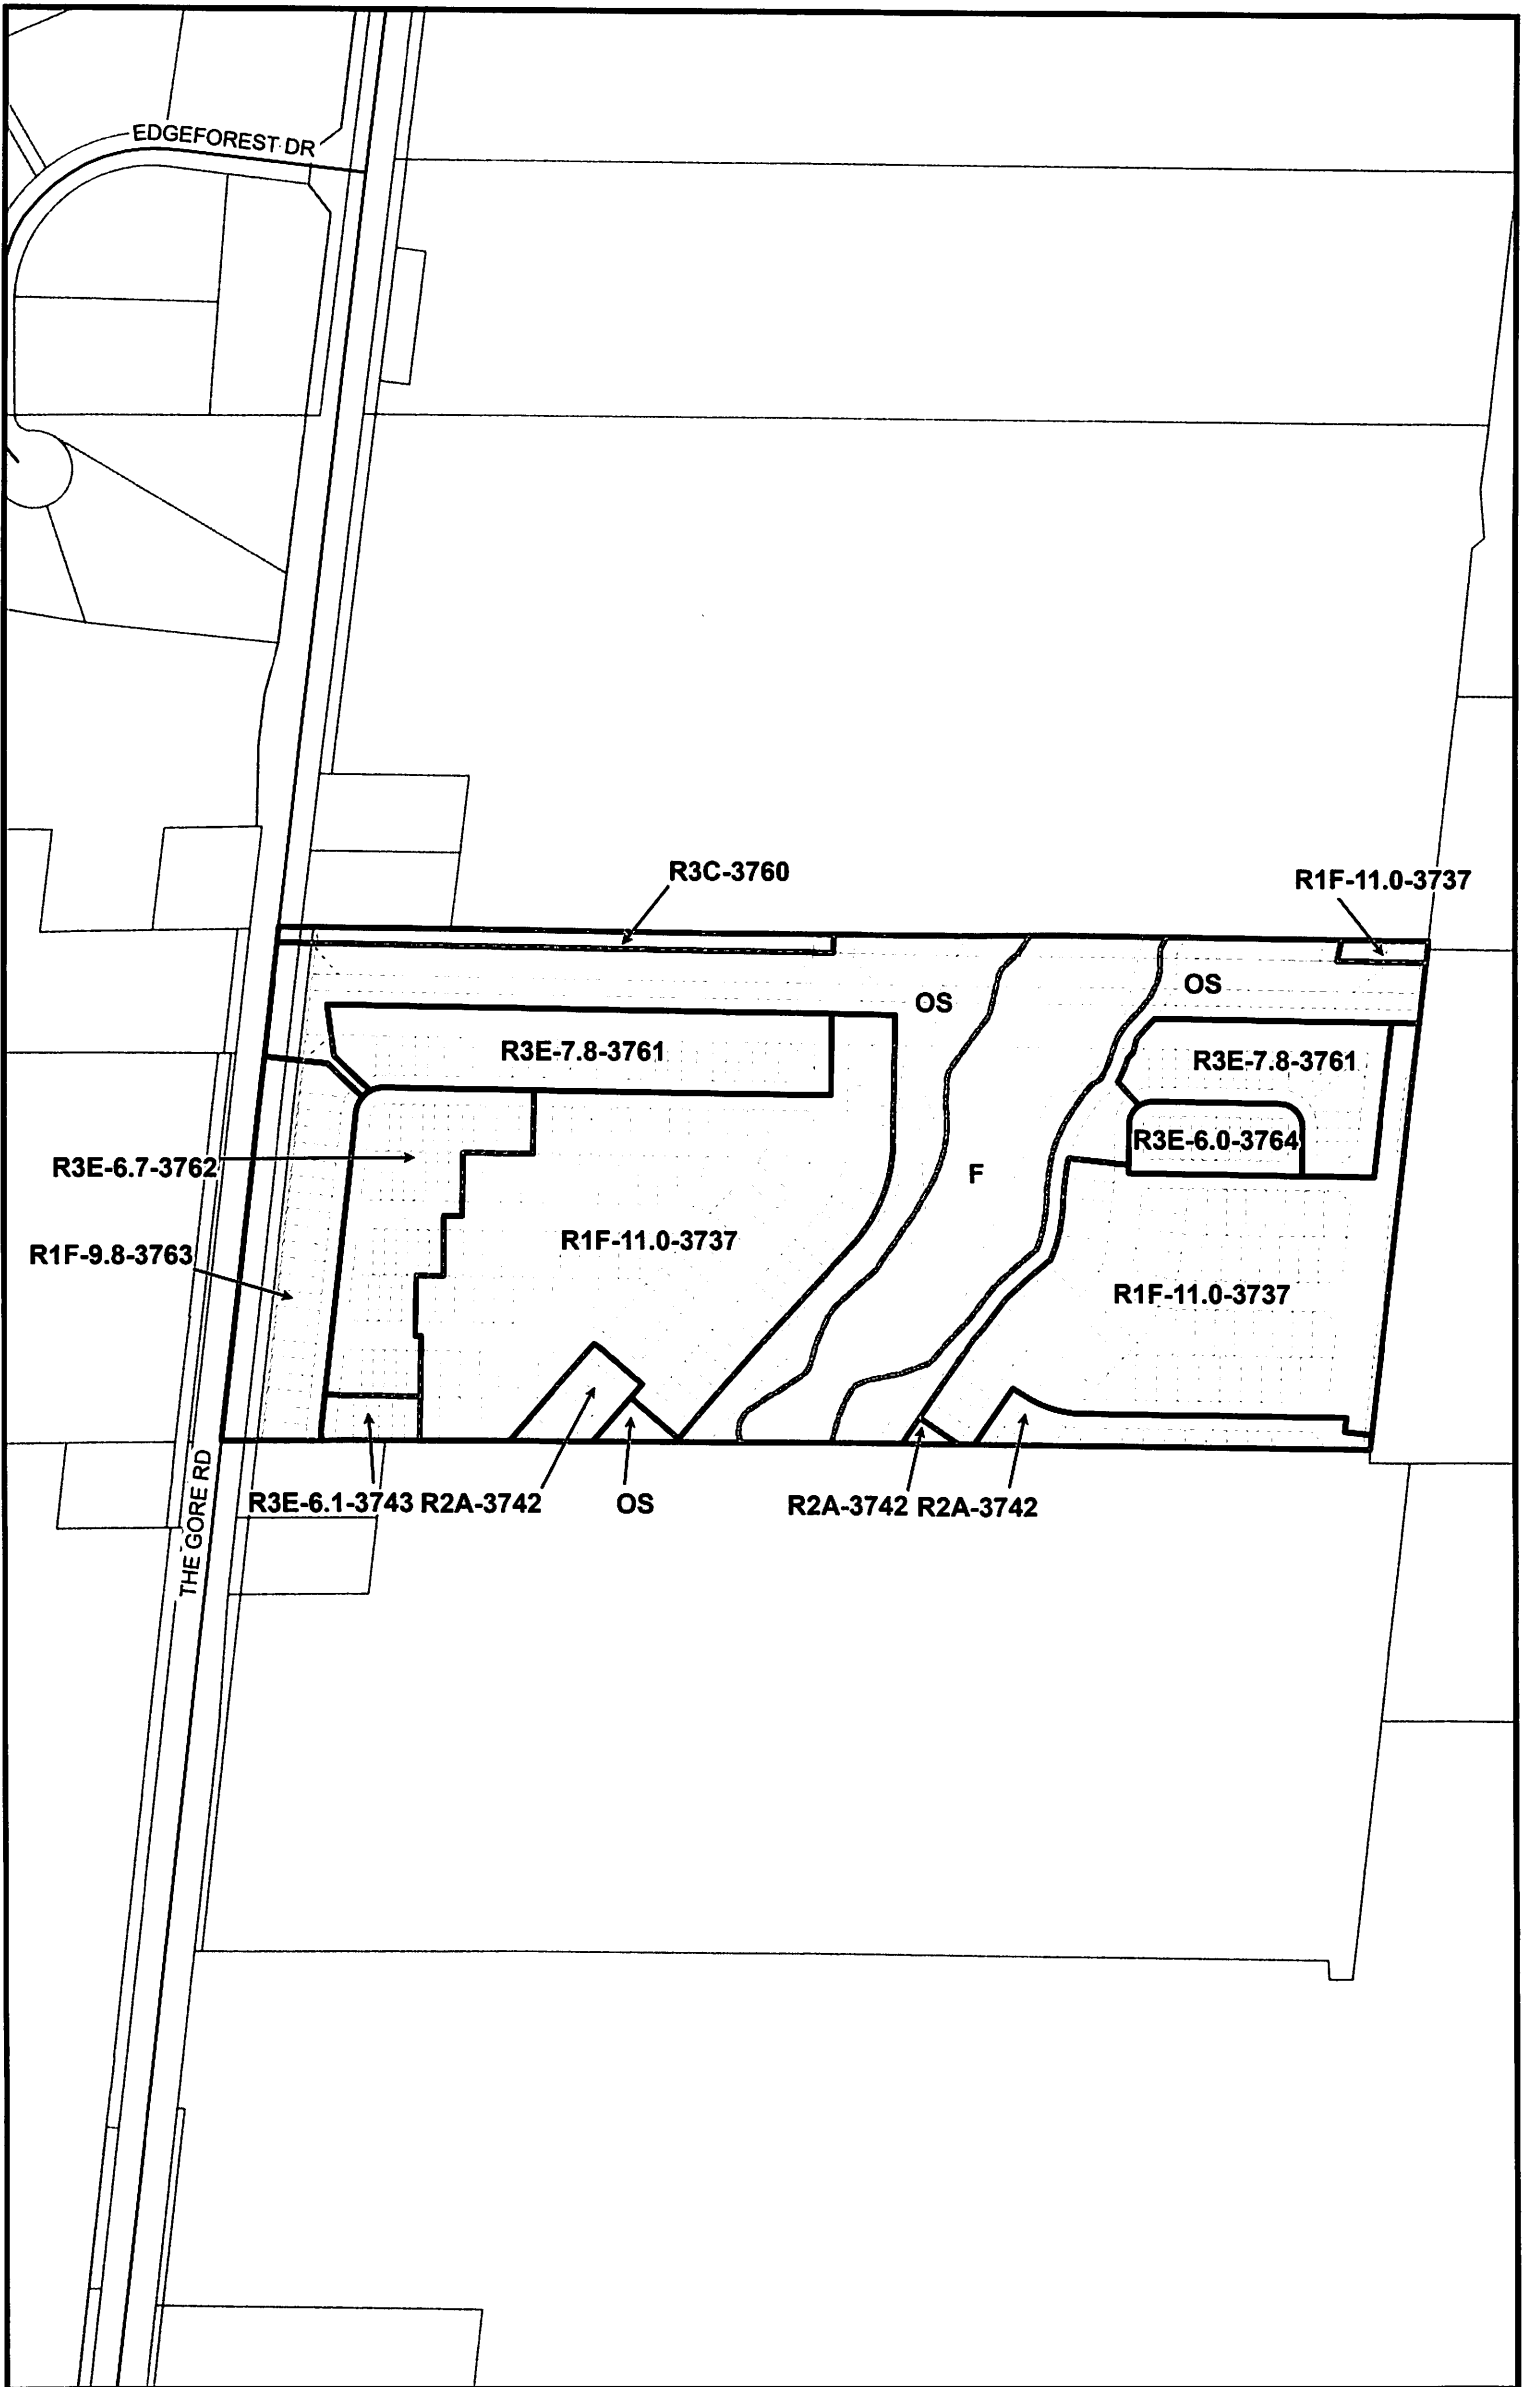 EDGEFOREST DR
R3C-3760
R1F-11.0-3737
OS
OS
R3E-7.8-3761
R3E-7.8-3761
R3E-6.0-3764
R3E-6.7-3762
F
R1F-11.0-3737
R1F-9.8-3763
R1F-11.0-3737
R3E-6.1-3743 R2A-3742
OS
R2A-3742 R2A-3742
THE GORE RD